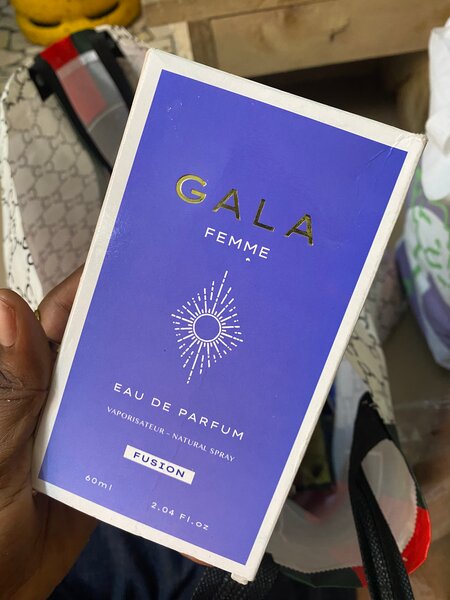 GALA
FEMME
EAU DE PARFUM
VAPORISATEUR - NATURAL SPRAY
FUSION
60ml
2.04 Fl.oz